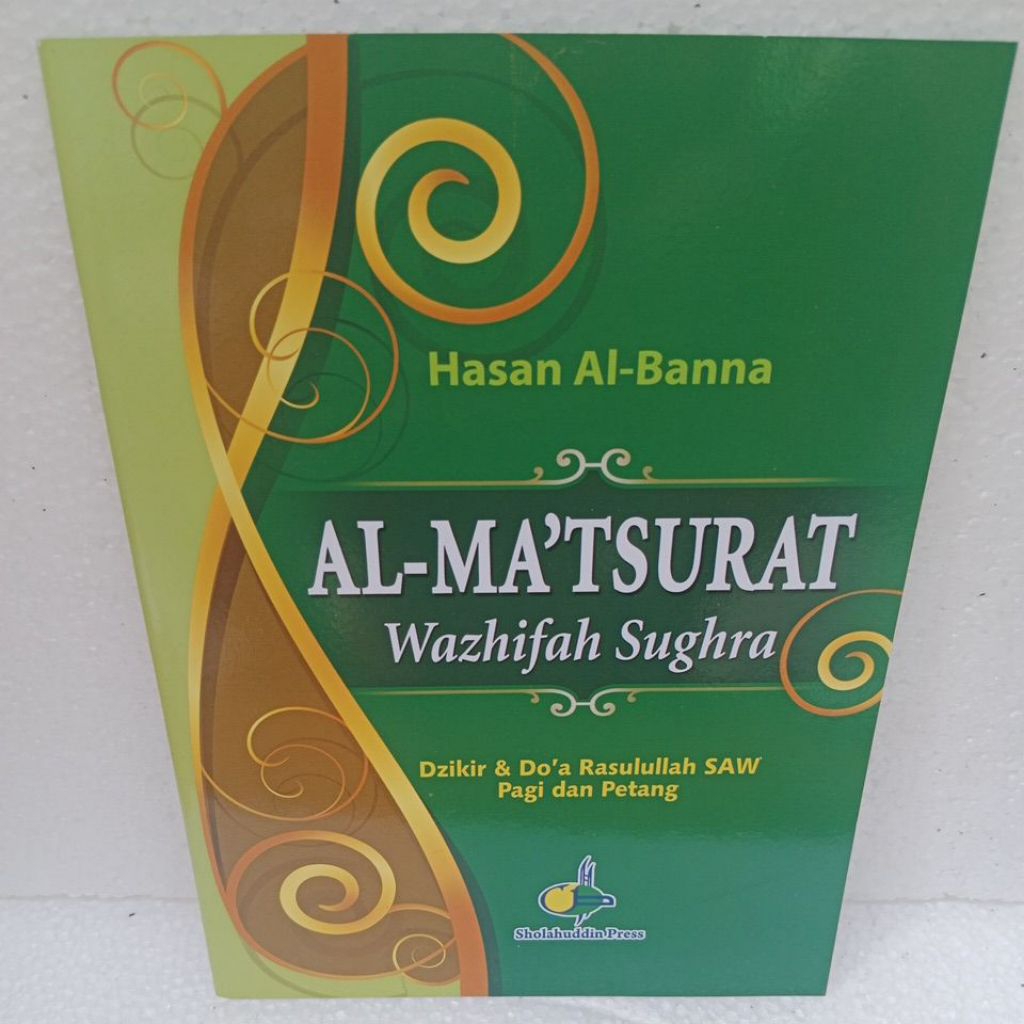 Hasan Al-Banna
AL-MA'TSURAT
Wazhifah Sughra
Dzikir & Do'a Rasulullah SAW
Pagi dan Petang
Sholahuddin Press